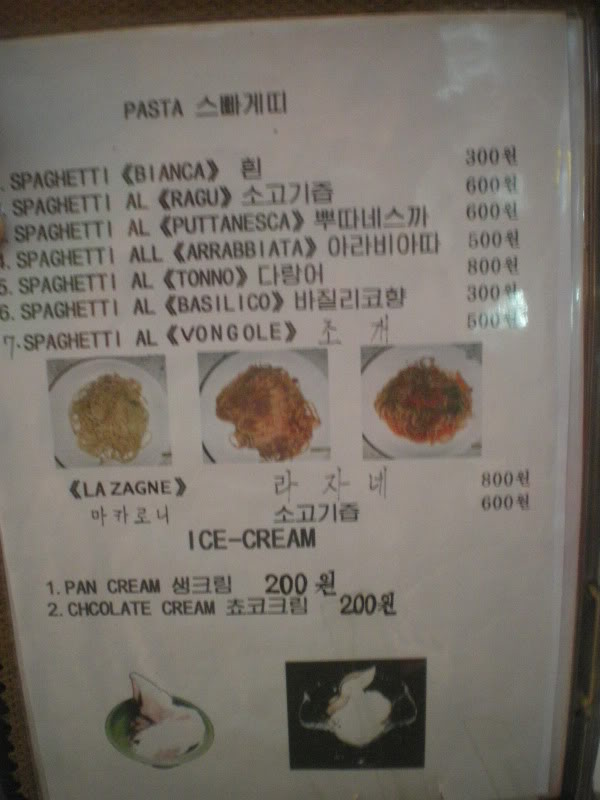 PASTA 스빠게띠
. SPAGHETTI 《BIANCA》 흰 300원
SPAGHETTI AL 《RAGU》 소고기즙 600원
SPAGHETTI AL 《PUTTANESCA》 뿌따네스까 600원
4. SPAGHETTI ALL 《ARRABBIATA》 아라비아따 500원
5. SPAGHETTI AL 《TONNO》 다랑어 800원
6. SPAGHETTI AL 《BASILICO》 바질리코향 300원
7. SPAGHETTI AL 《VONGOLE》 조개 500원
《LA ZAGNE》 라자네 800원
마카로니 소고기즙 600원
ICE-CREAM
1. PAN CREAM 생크림 200원
2. CHCOLATE CREAM 쵸코크림 200원